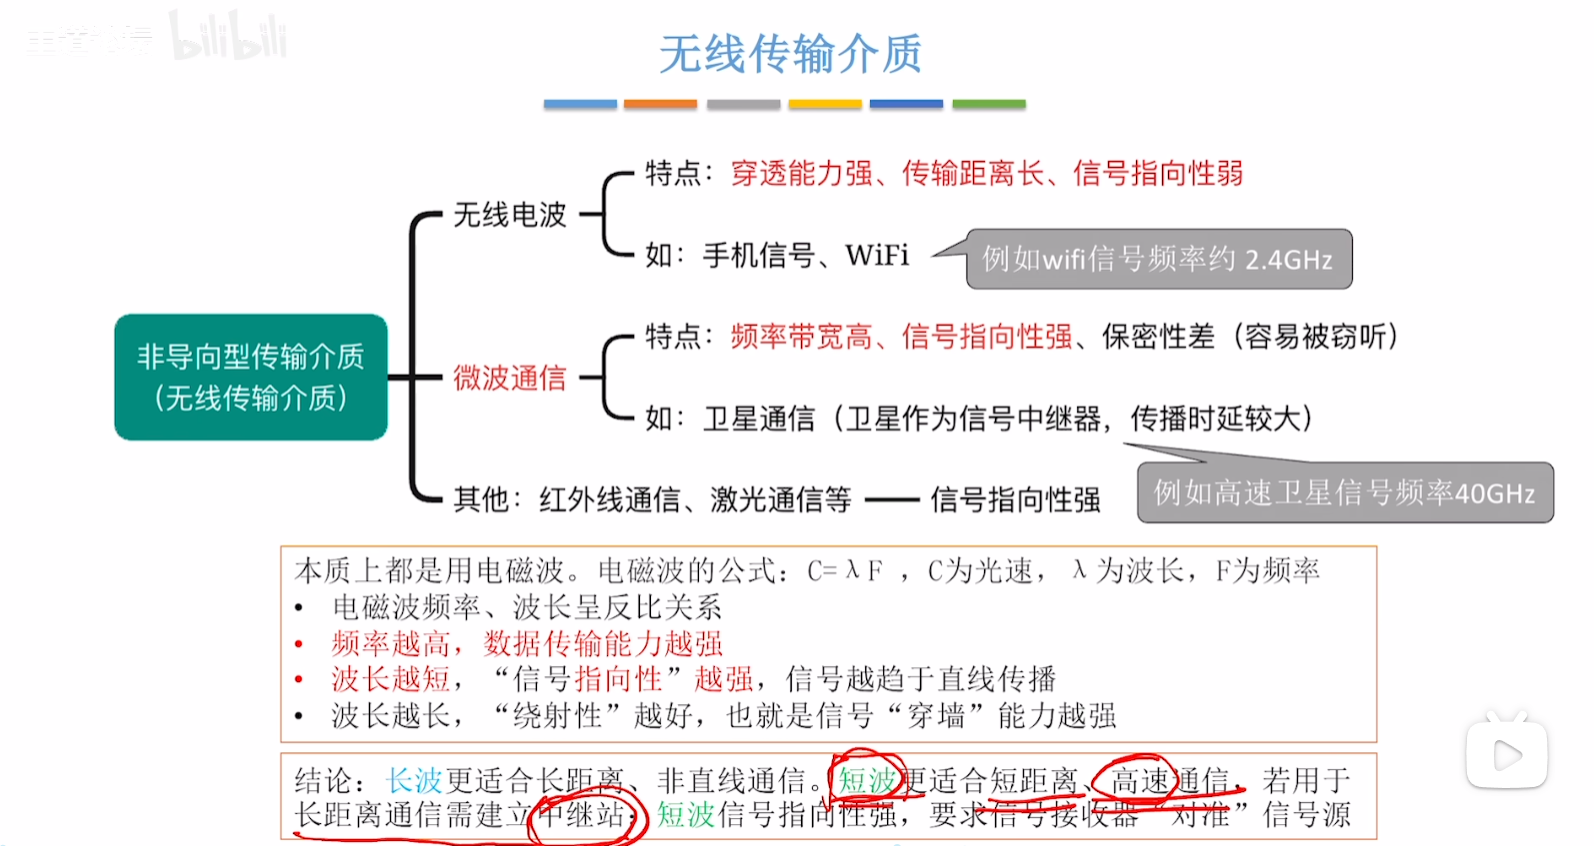 bilibili
无线传输介质
特点：穿透能力强、传输距离长、信号指向性弱
无线电波
如：手机信号、WiFi
例如wifi信号频率约 2.4GHz
非导向型传输介质
（无线传输介质）
特点：频率带宽高、信号指向性强、保密性差（容易被窃听）
微波通信
如：卫星通信（卫星作为信号中继器，传播时延较大）
例如高速卫星信号频率40GHz
其他：红外线通信、激光通信等
信号指向性强
本质上都是用电磁波。电磁波的公式：C=λF ，C为光速，λ为波长，F为频率
• 电磁波频率、波长呈反比关系
• 频率越高，数据传输能力越强
• 波长越短，“信号指向性”越强，信号越趋于直线传播
• 波长越长，“绕射性”越好，也就是信号“穿墙”能力越强
结论：长波更适合长距离、非直线通信。短波更适合短距离、高速通信，若用于
长距离通信需建立中继站；短波信号指向性强，要求信号接收器“对准”信号源